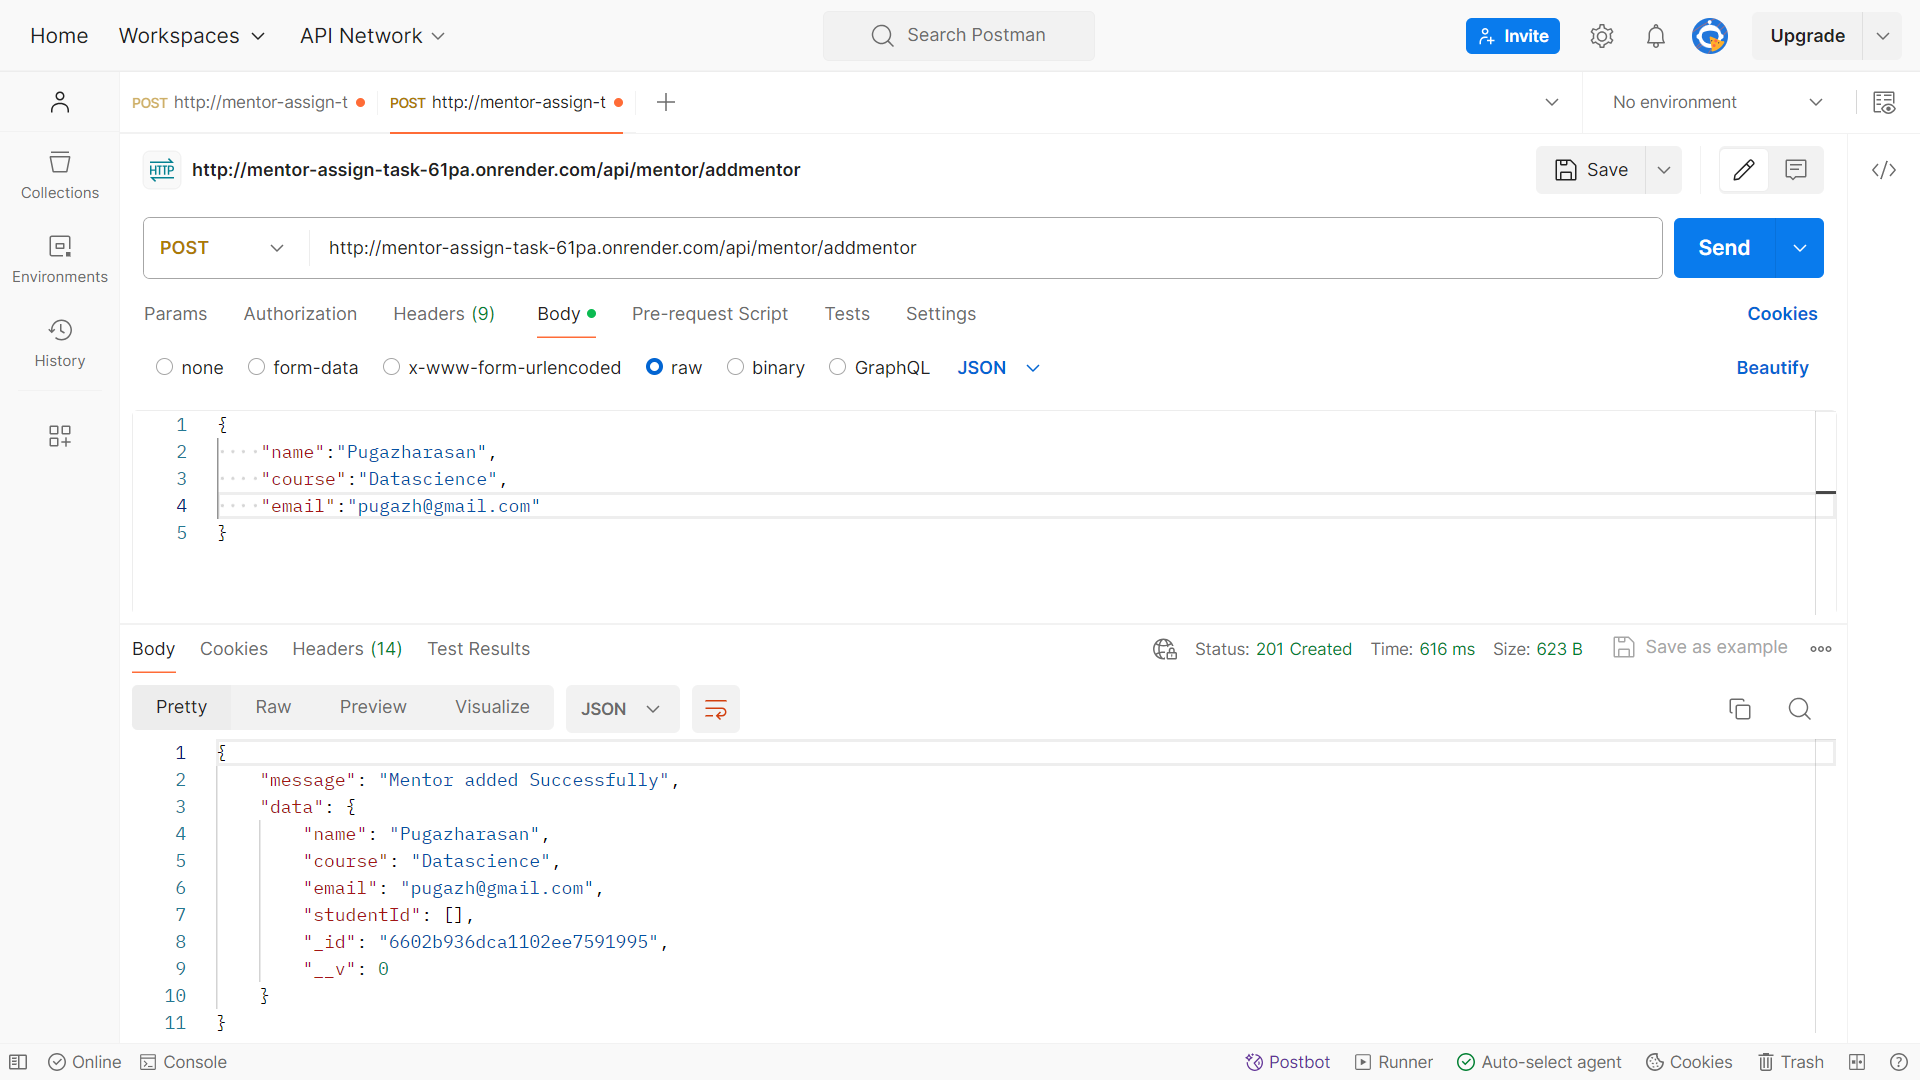 Home Workspaces API Network Search Postman Invite Upgrade
POST http://mentor-assign-t POST http://mentor-assign-t No environment
HTTP http://mentor-assign-task-61pa.onrender.com/api/mentor/addmentor Save
Collections
Environments
History
POST http://mentor-assign-task-61pa.onrender.com/api/mentor/addmentor Send
Params Authorization Headers (9) Body Pre-request Script Tests Settings Cookies
none form-data x-www-form-urlencoded raw binary GraphQL JSON Beautify
1 {
2 "name":"Pugazharasan",
3 "course":"Datascience",
4 "email":"pugazh@gmail.com"
5 }
Body Cookies Headers (14) Test Results Status: 201 Created Time: 616 ms Size: 623 B Save as example
Pretty Raw Preview Visualize JSON
1 {
2 "message": "Mentor added Successfully",
3 "data": {
4 "name": "Pugazharasan",
5 "course": "Datascience",
6 "email": "pugazh@gmail.com",
7 "studentId": [],
8 "_id": "6602b936dca1102ee7591995",
9 "__v": 0
10 }
11 }
Online Console Postbot Runner Auto-select agent Cookies Trash